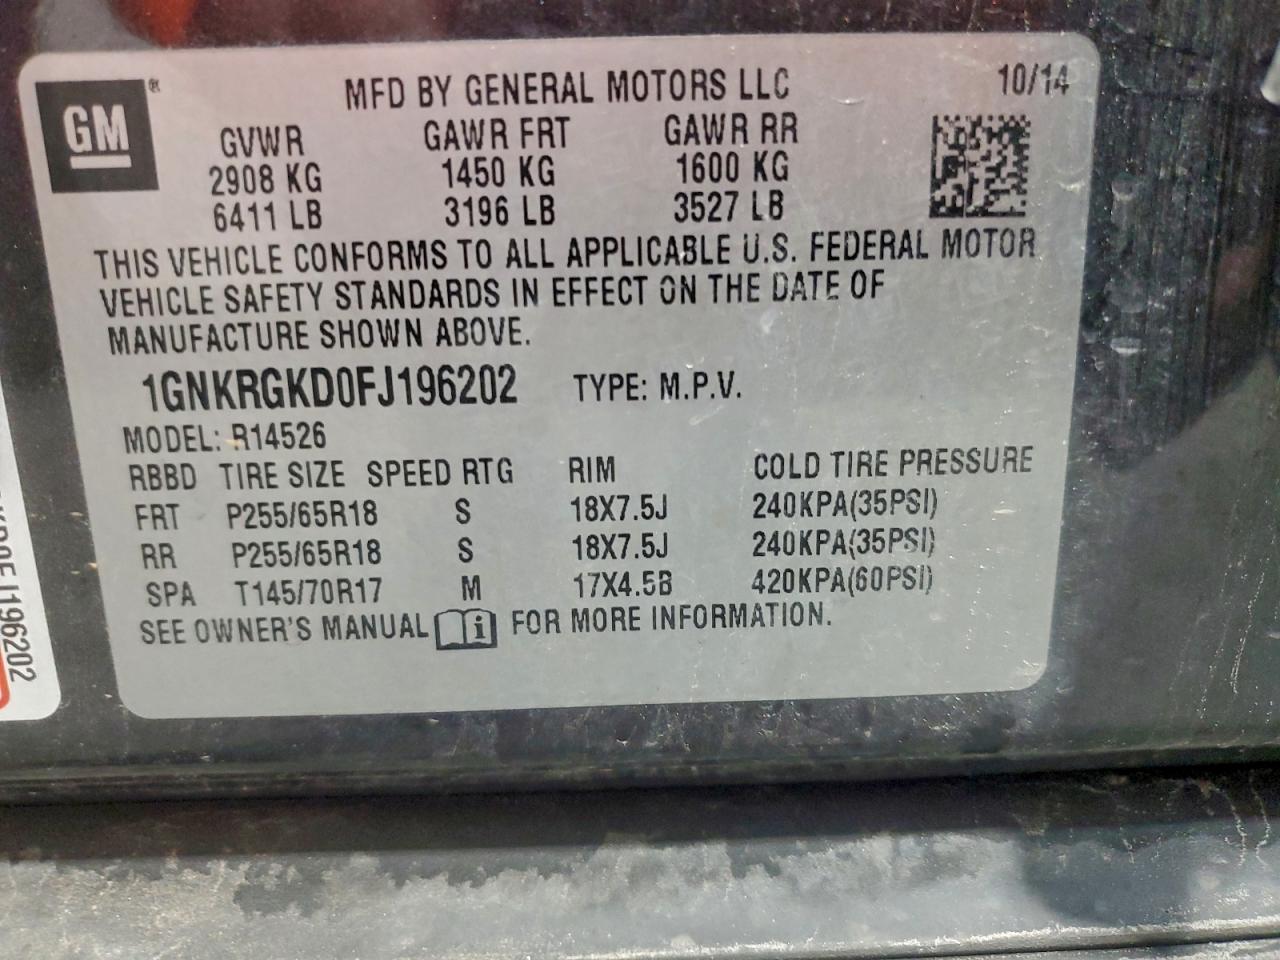 GM®
MFD BY GENERAL MOTORS LLC 10/14
GVWR GAWR FRT GAWR RR
2908 KG 1450 KG 1600 KG
6411 LB 3196 LB 3527 LB
THIS VEHICLE CONFORMS TO ALL APPLICABLE U.S. FEDERAL MOTOR
VEHICLE SAFETY STANDARDS IN EFFECT ON THE DATE OF
MANUFACTURE SHOWN ABOVE.
1GNKRGKD0FJ196202 TYPE: M.P.V.
MODEL: R14526
RBBD TIRE SIZE SPEED RTG RIM COLD TIRE PRESSURE
FRT P255/65R18 S 18X7.5J 240KPA(35PSI)
RR P255/65R18 S 18X7.5J 240KPA(35PSI)
SPA T145/70R17 M 17X4.5B 420KPA(60PSI)
SEE OWNER'S MANUAL i FOR MORE INFORMATION.
J196202